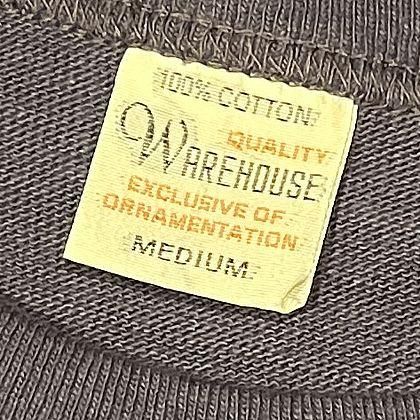 100% COTTON
QUALITY
WAREHOUSE
EXCLUSIVE OF
ORNAMENTATION
MEDIUM